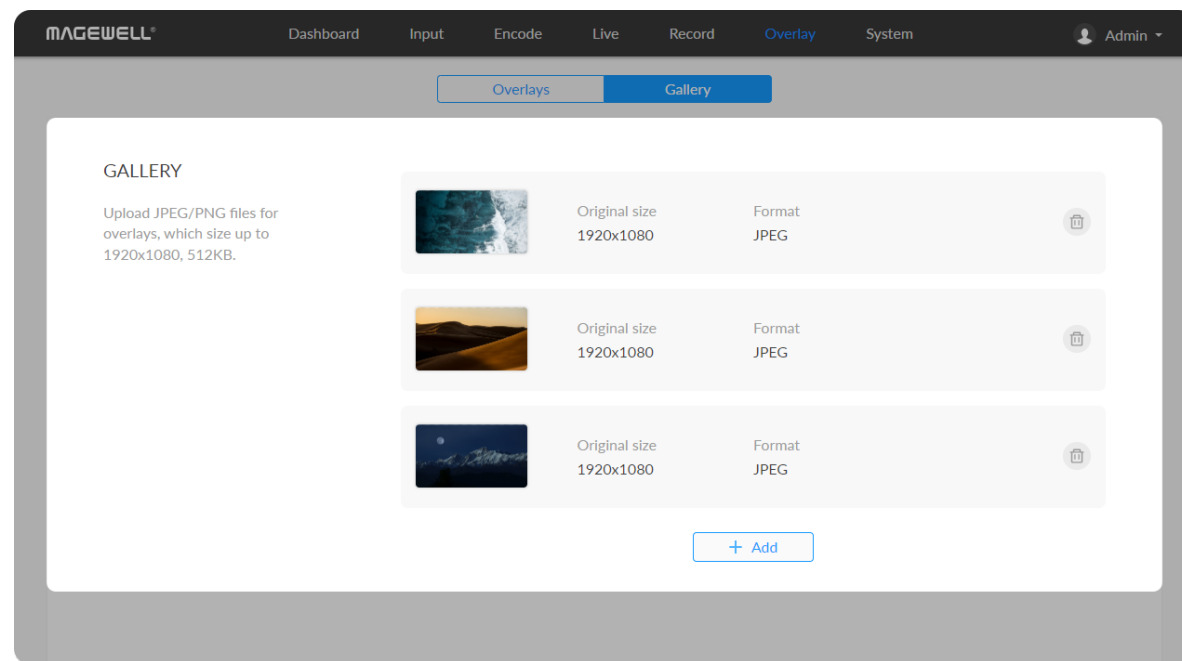 MAGEWELL®
Dashboard Input Encode Live Record Overlay System Admin
Overlays Gallery
GALLERY
Upload JPEG/PNG files for
overlays, which size up to
1920x1080, 512KB.
Original size Format
1920x1080 JPEG
Original size Format
1920x1080 JPEG
Original size Format
1920x1080 JPEG
+ Add